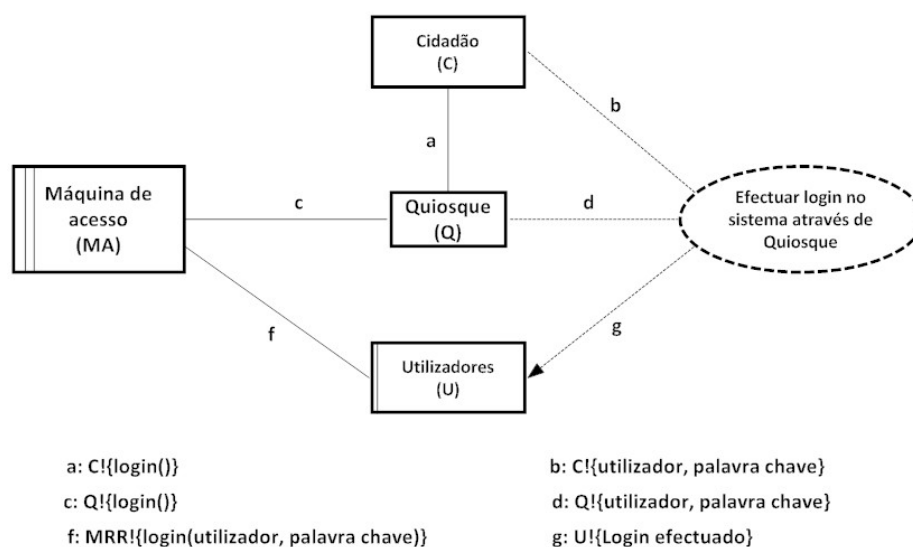 Cidadão
(C)
b
a
Máquina de
acesso
(MA)
c
Quiosque
(Q)
d
Efectuar login no
sistema através de
Quiosque
f
g
Utilizadores
(U)
a: C!{login()}
b: C!{utilizador, palavra chave}
c: Q!{login()}
d: Q!{utilizador, palavra chave}
f: MRR!{login(utilizador, palavra chave)}
g: U!{Login efectuado}